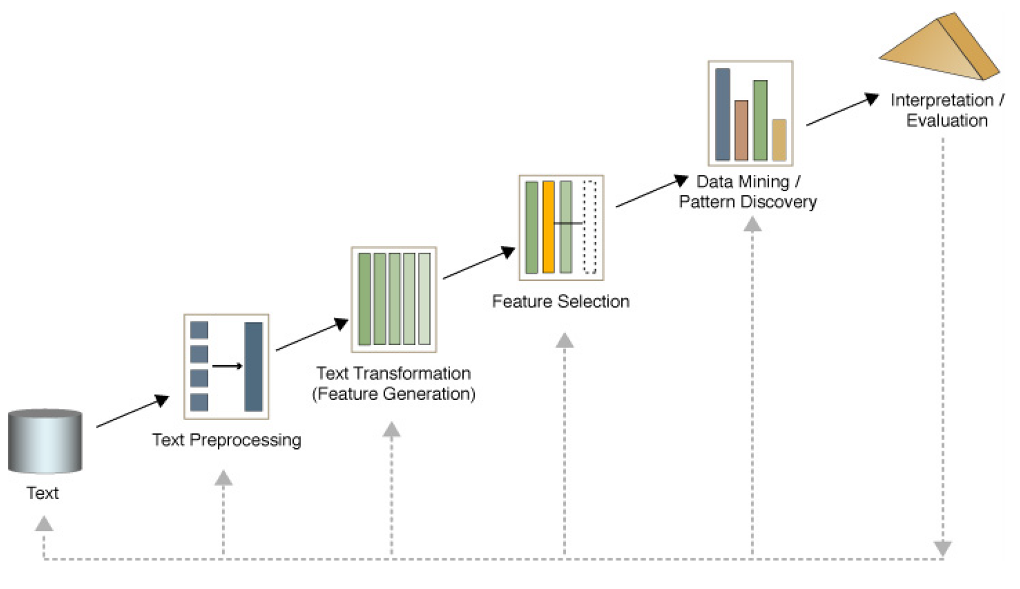 Interpretation /
Evaluation
Data Mining /
Pattern Discovery
Feature Selection
Text Transformation
(Feature Generation)
Text Preprocessing
Text